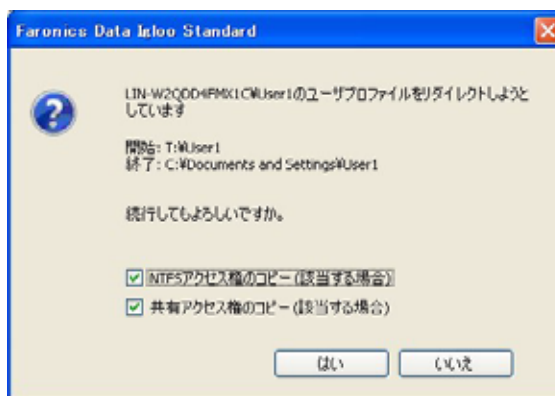 Faronics Data Igloo Standard
LIN-W2QDD4FMX1C¥User1のユーザプロファイルをリダイレクトしようと
しています
開始: T:¥User1
終了: C:¥Documents and Settings¥User1
続行してもよろしいですか。
NTFSアクセス権のコピー(該当する場合)
共有アクセス権のコピー(該当する場合)
はい
いいえ